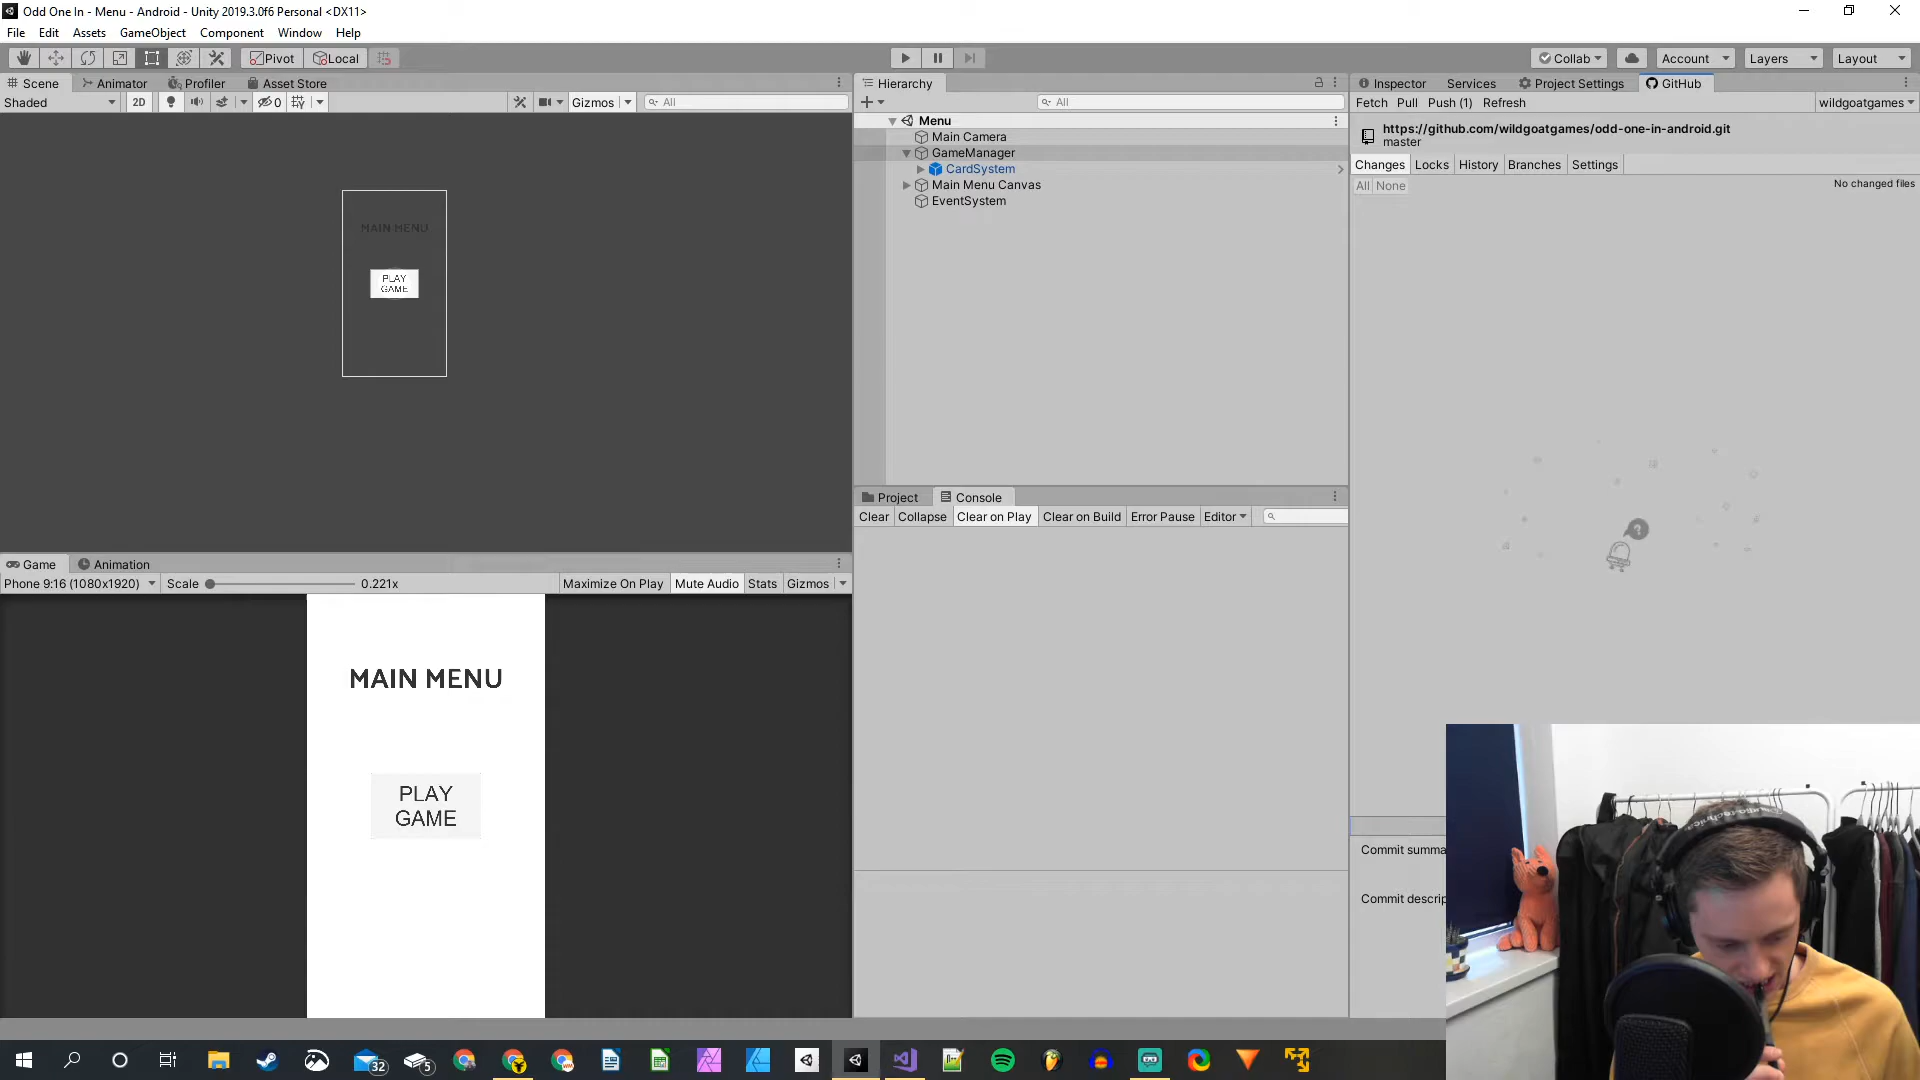 Odd One In - Menu - Android - Unity 2019.3.0f6 Personal <DX11>
File Edit Assets GameObject Component Window Help
Pivot Local Collab Account Layers Layout
Scene Animator Profiler Asset Store
Shaded 2D 0 Gizmos All
MAIN MENU
PLAY
GAME
Game Animation
Phone 9:16 (1080x1920) Scale 0.221x Maximize On Play Mute Audio Stats Gizmos
MAIN MENU
PLAY
GAME
Hierarchy
All
Menu
Main Camera
GameManager
CardSystem
Main Menu Canvas
EventSystem
Project Console
Clear Collapse Clear on Play Clear on Build Error Pause Editor
Inspector Services Project Settings GitHub
Fetch Pull Push (1) Refresh wildgoatgames
https://github.com/wildgoatgames/odd-one-in-android.git
master
Changes Locks History Branches Settings
All None No changed files
?
Commit summa
Commit descrip
32 5